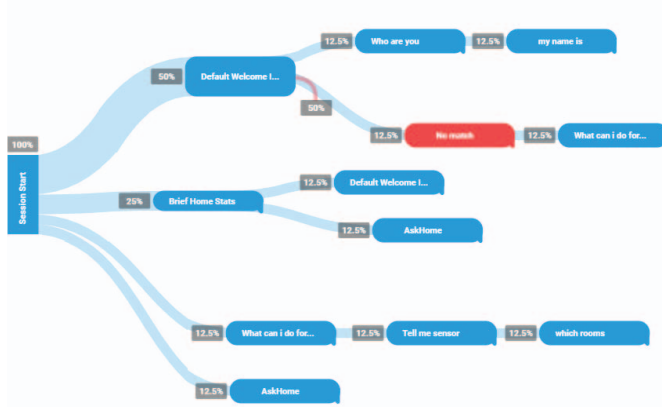 12.5%
Who are you
12.5%
my name is
50%
Default Welcome I...
50%
12.5%
No match
12.5%
What can i do for...
100%
Session Start
12.5%
Default Welcome I...
25%
Brief Home Stats
12.5%
AskHome
12.5%
What can i do for...
12.5%
Tell me sensor
12.5%
which rooms
12.5%
AskHome